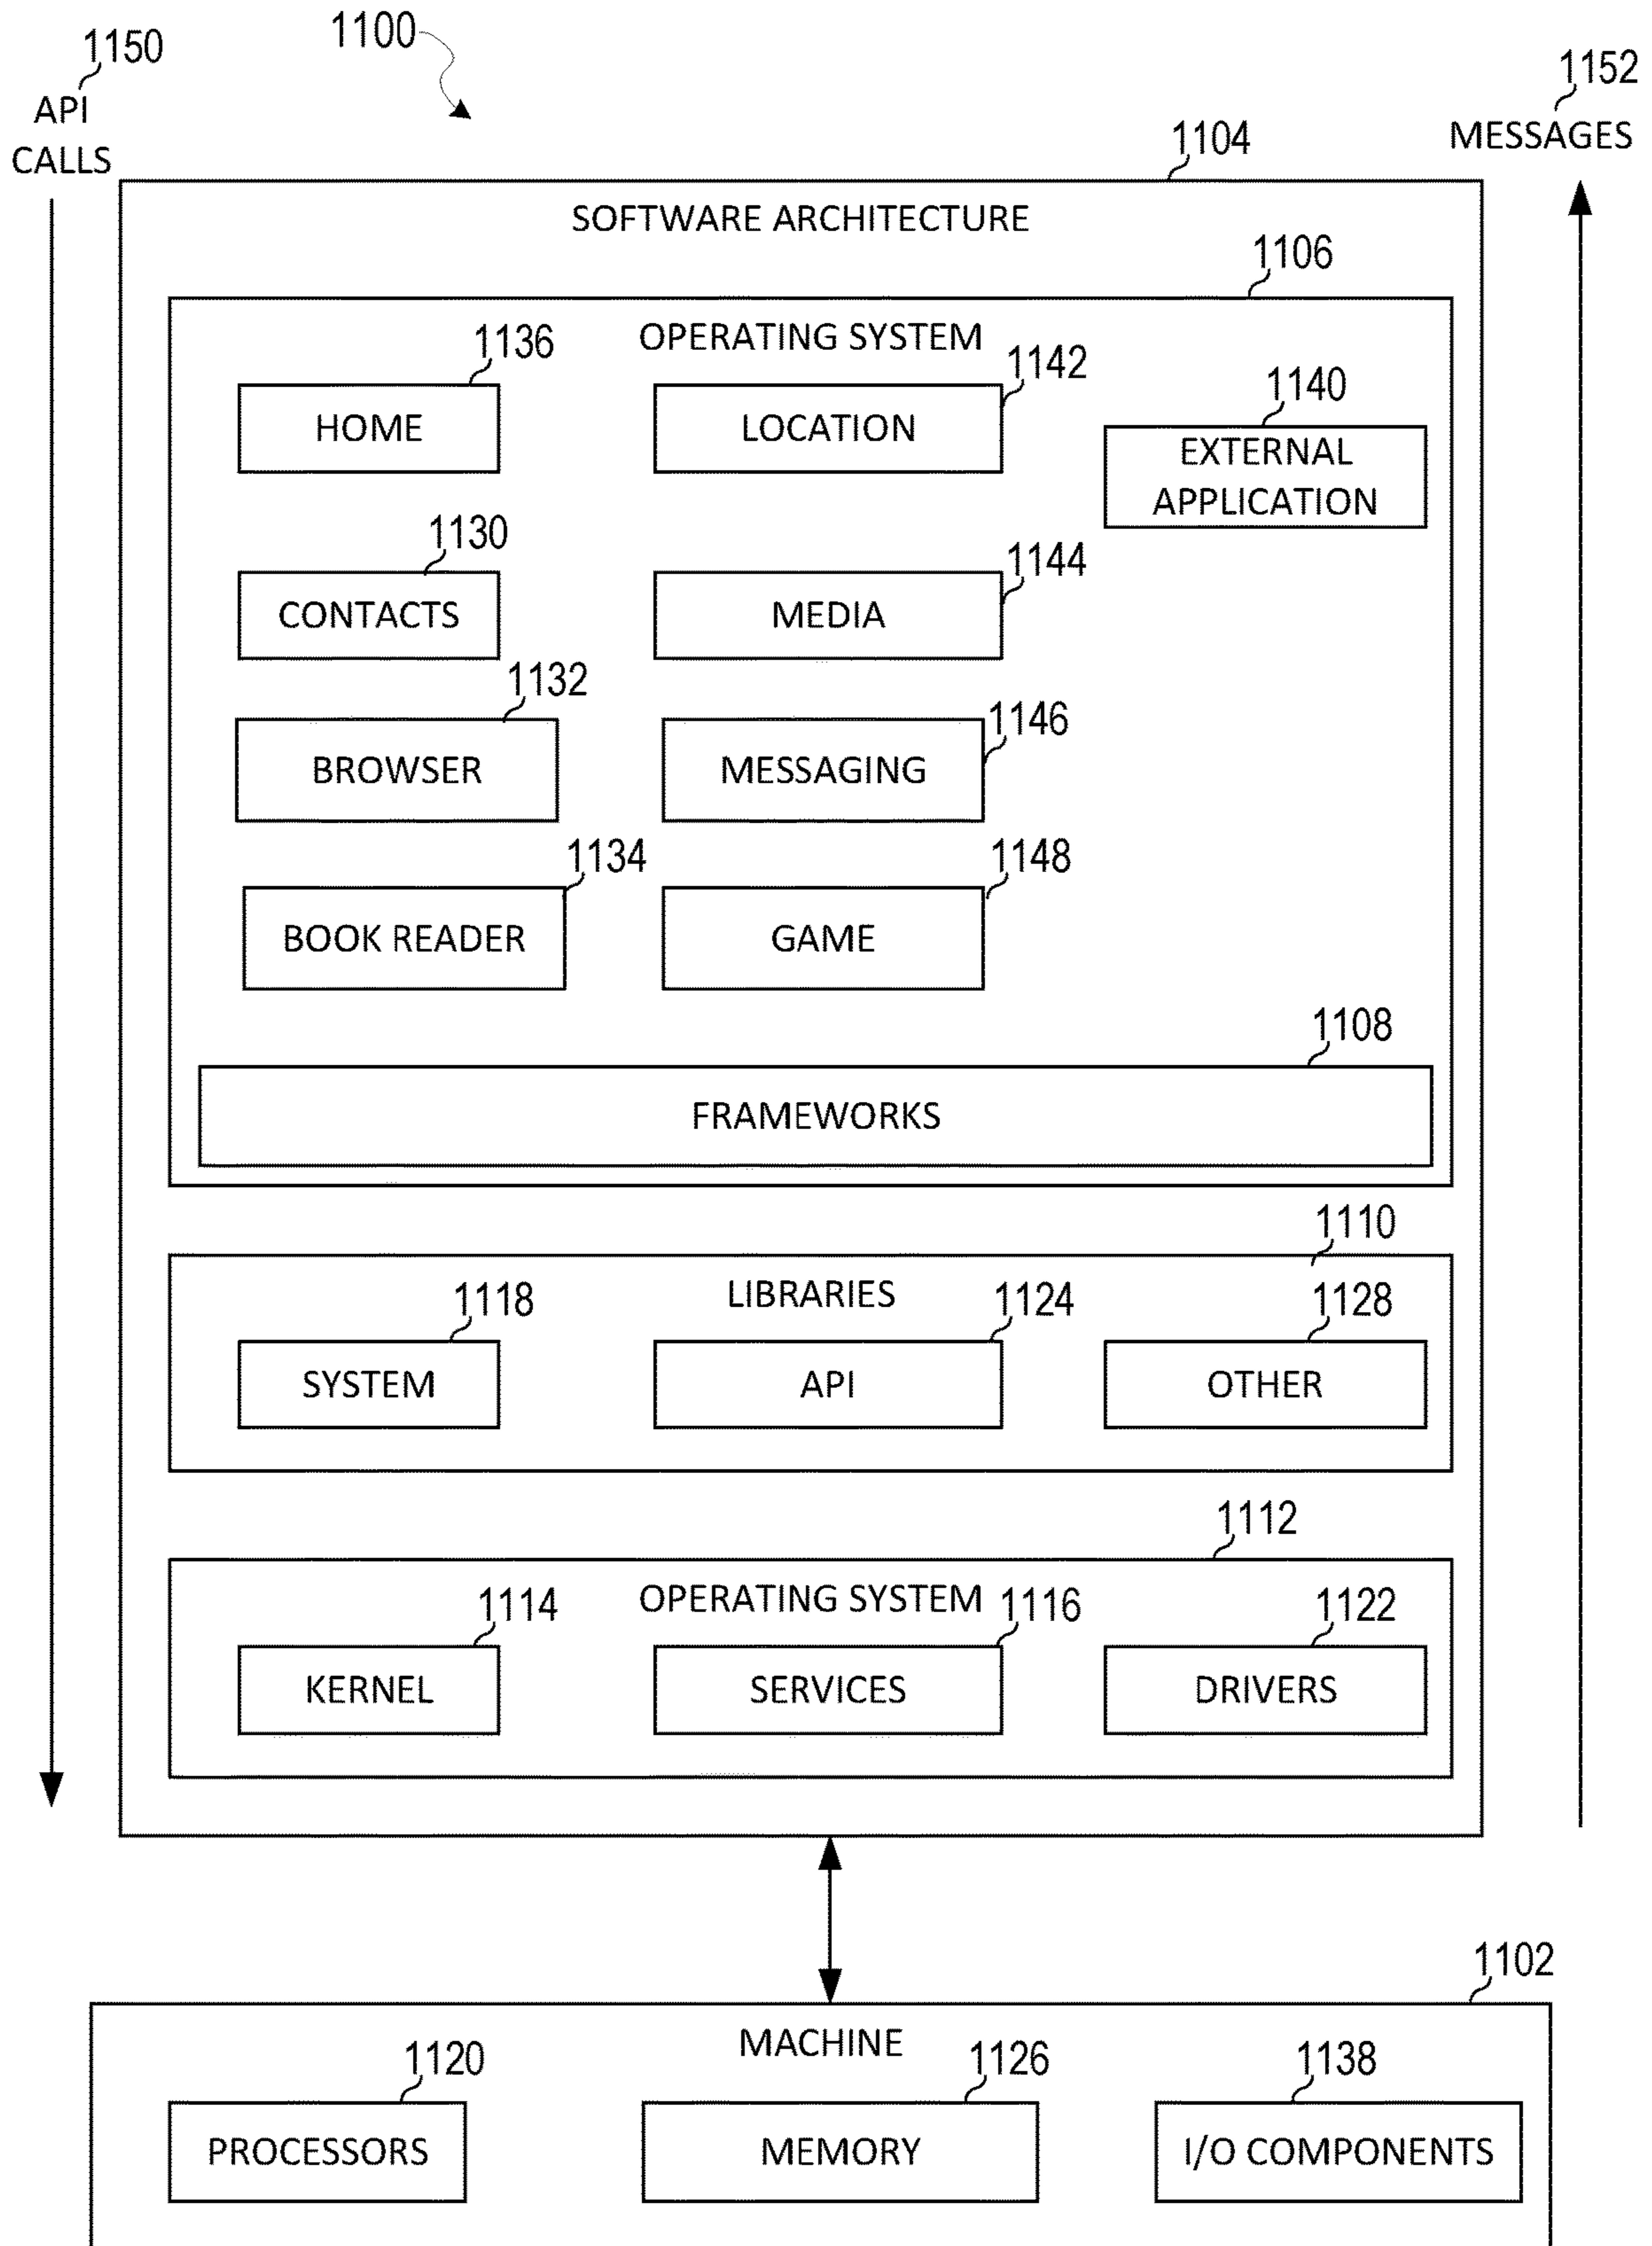 1150
API
CALLS
1100
1152
MESSAGES
1104
SOFTWARE ARCHITECTURE
1106
OPERATING SYSTEM
1136
HOME
1142
LOCATION
1140
EXTERNAL
APPLICATION
1130
CONTACTS
1144
MEDIA
1132
BROWSER
1146
MESSAGING
1134
BOOK READER
1148
GAME
1108
FRAMEWORKS
1110
LIBRARIES
1118
SYSTEM
1124
API
1128
OTHER
1112
OPERATING SYSTEM
1114
KERNEL
1116
SERVICES
1122
DRIVERS
1102
MACHINE
1120
PROCESSORS
1126
MEMORY
1138
I/O COMPONENTS